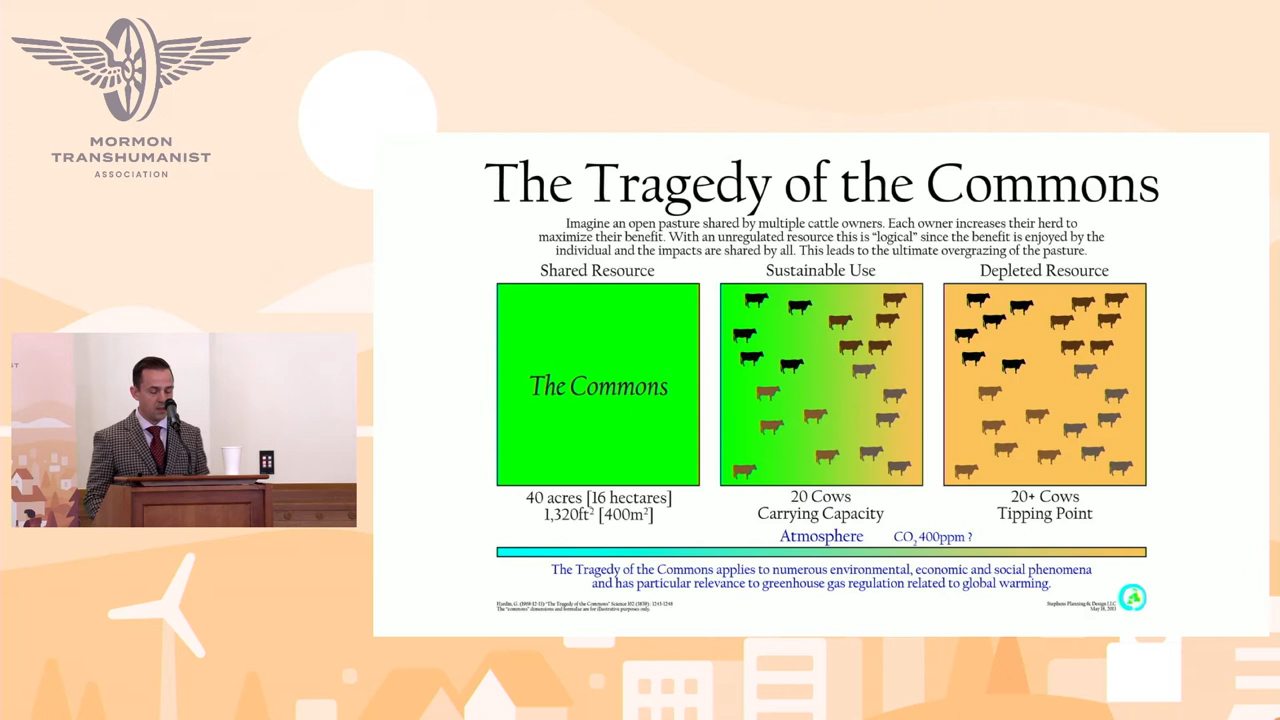 MORMON
TRANSHUMANIST
ASSOCIATION
The Tragedy of the Commons
Imagine an open pasture shared by multiple cattle owners. Each owner increases their herd to
maximize their benefit. With an unregulated resource this is “logical” since the benefit is enjoyed by the
individual and the impacts are shared by all. This leads to the ultimate overgrazing of the pasture.
Shared Resource
Sustainable Use
Depleted Resource
The Commons
40 acres [16 hectares]
1,320ft² [400m²]
20 Cows
Carrying Capacity
20+ Cows
Tipping Point
Atmosphere
CO₂ 400ppm ?
The Tragedy of the Commons applies to numerous environmental, economic and social phenomena
and has particular relevance to greenhouse gas regulation related to global warming.
Hardin, G. (1968 12-13) "The Tragedy of the Commons" Science 162 (3859): 1243-1248
The "commons" dimensions and formulae are for illustrative purposes only.
Stephens Planning & Design LLC
May 18, 2013